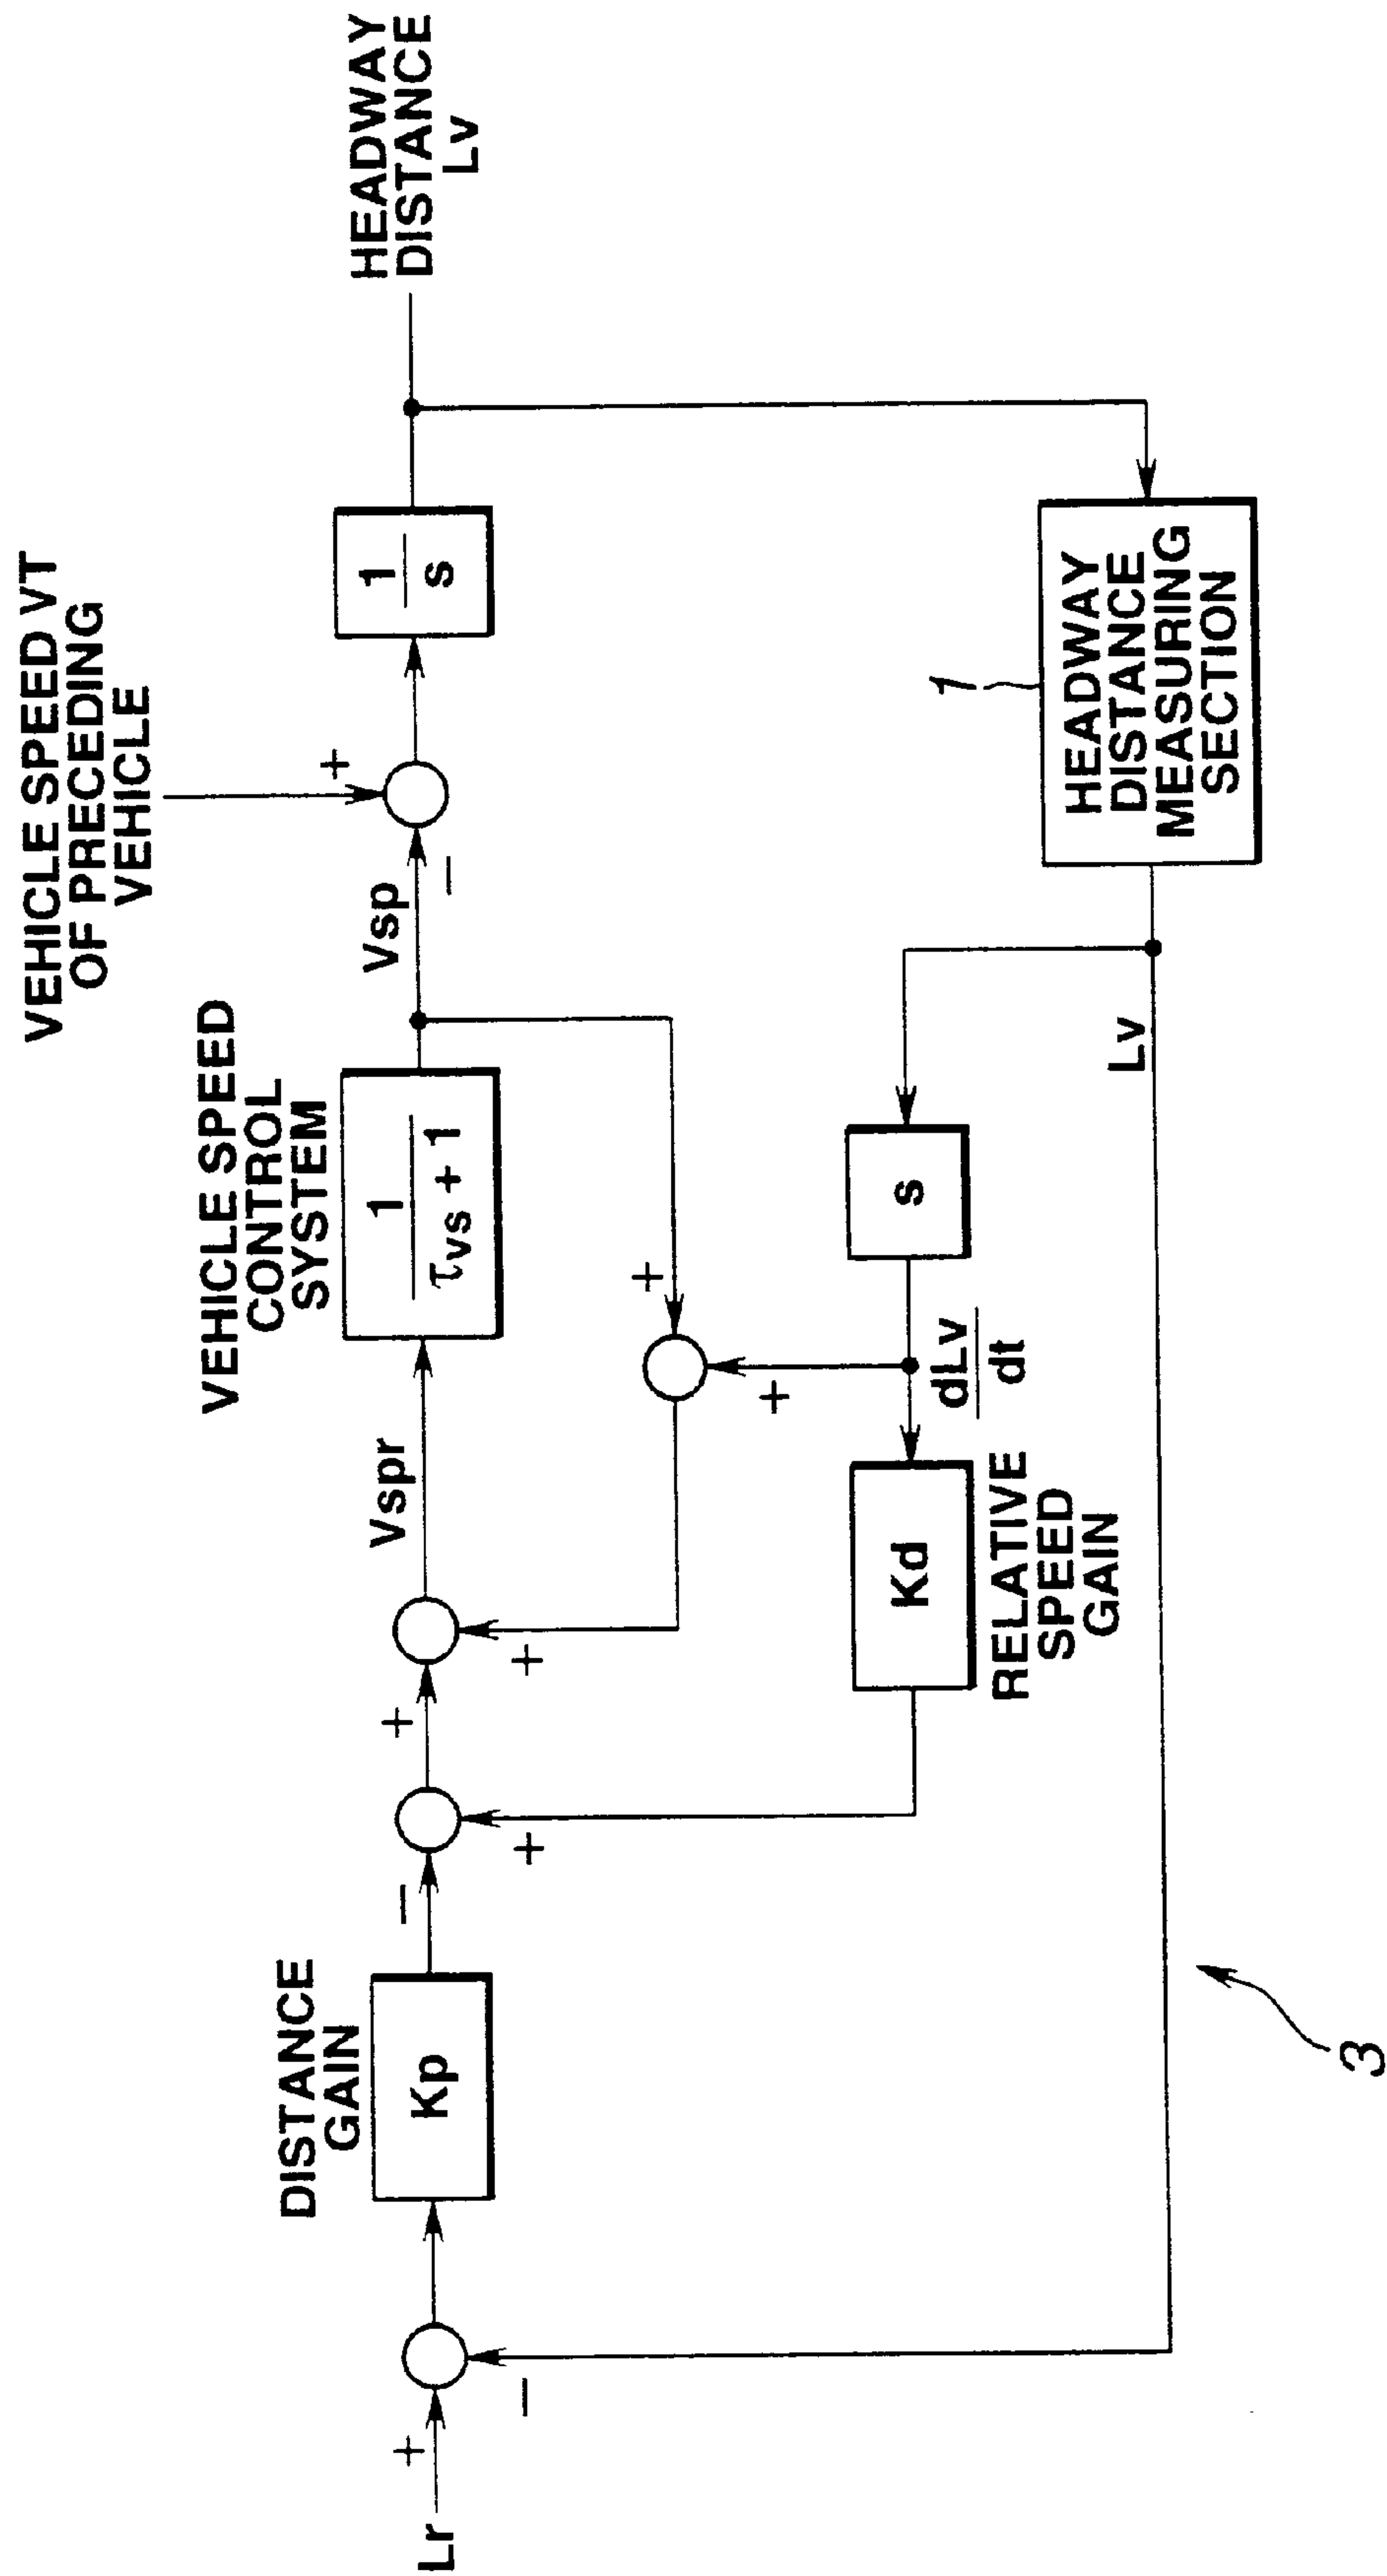 VEHICLE SPEED VT
OF PRECEDING
VEHICLE
VEHICLE SPEED
CONTROL
SYSTEM
DISTANCE
GAIN
Lr
+
−
Kp
−
+
+
+
Vspr
1
τvs + 1
Vsp
−
+
1
s
HEADWAY
DISTANCE
Lv
+
+
s
dLv
dt
Kd
RELATIVE
SPEED
GAIN
Lv
1
HEADWAY
DISTANCE
MEASURING
SECTION
3